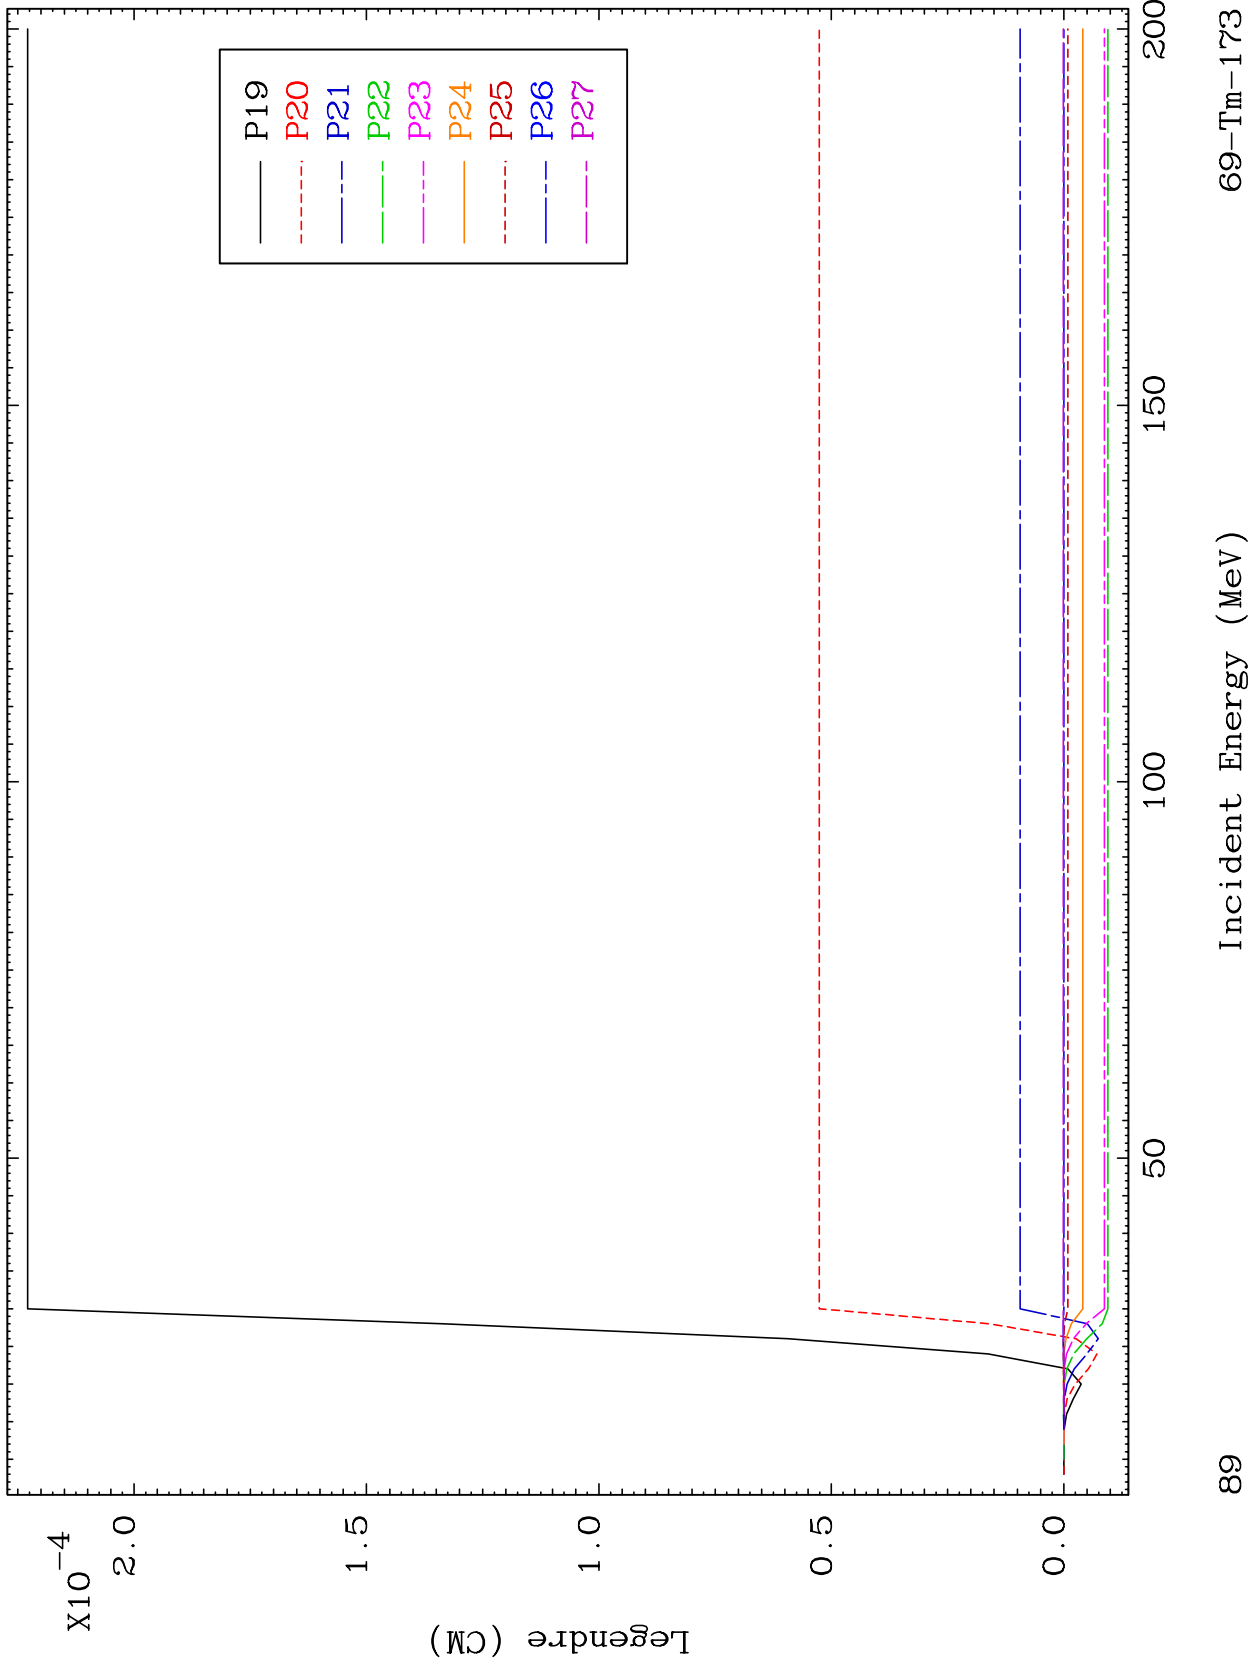 X10-4
2.0
1.5
1.0
0.5
0.0
Legendre (CM)
P19
P20
P21
P22
P23
P24
P25
P26
P27
50
100
150
200
Incident Energy (MeV)
89
69-Tm-173